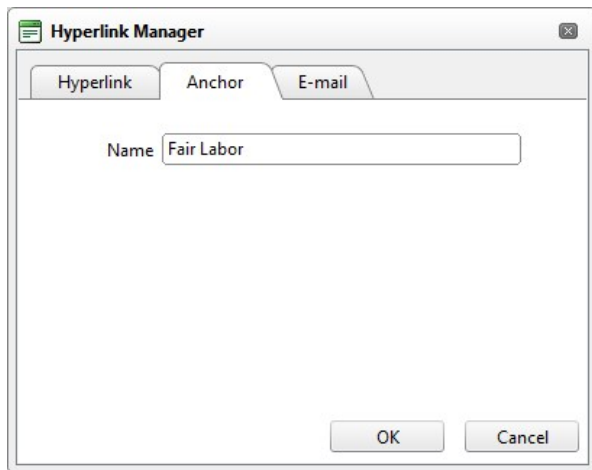 Hyperlink Manager
Hyperlink Anchor E-mail
Name Fair Labor
OK Cancel